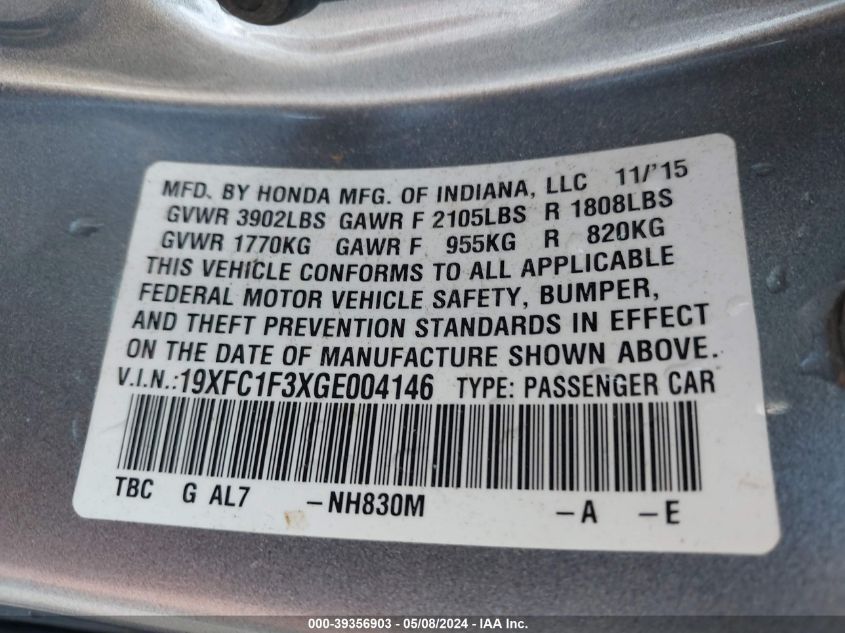 MFD. BY HONDA MFG. OF INDIANA, LLC 11/'15
GVWR 3902LBS GAWR F 2105LBS R 1808LBS
GVWR 1770KG GAWR F 955KG R 820KG
THIS VEHICLE CONFORMS TO ALL APPLICABLE
FEDERAL MOTOR VEHICLE SAFETY, BUMPER,
AND THEFT PREVENTION STANDARDS IN EFFECT
ON THE DATE OF MANUFACTURE SHOWN ABOVE.
V.I.N.:19XFC1F3XGE004146 TYPE: PASSENGER CAR
TBC G AL7 -NH830M -A -E
000-39356903 - 05/08/2024 - IAA Inc.